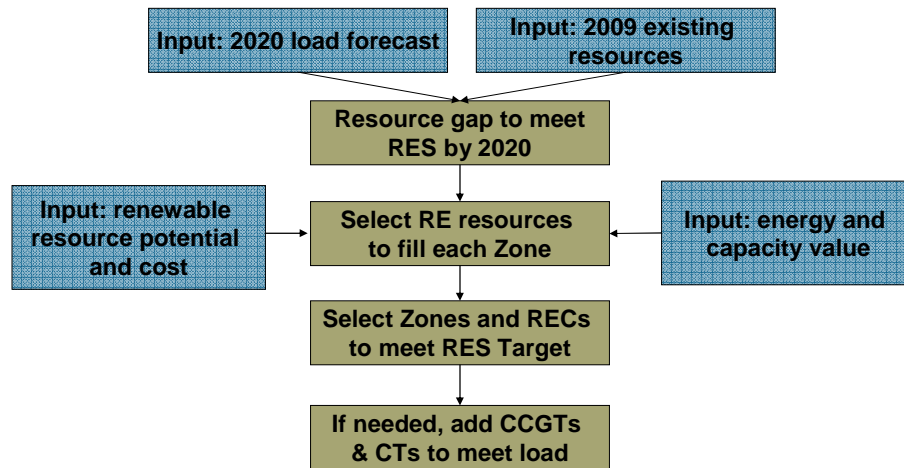 Input: 2020 load forecast
Input: 2009 existing
resources
Resource gap to meet
RES by 2020
Input: renewable
resource potential
and cost
Select RE resources
to fill each Zone
Input: energy and
capacity value
Select Zones and RECs
to meet RES Target
If needed, add CCGTs
& CTs to meet load